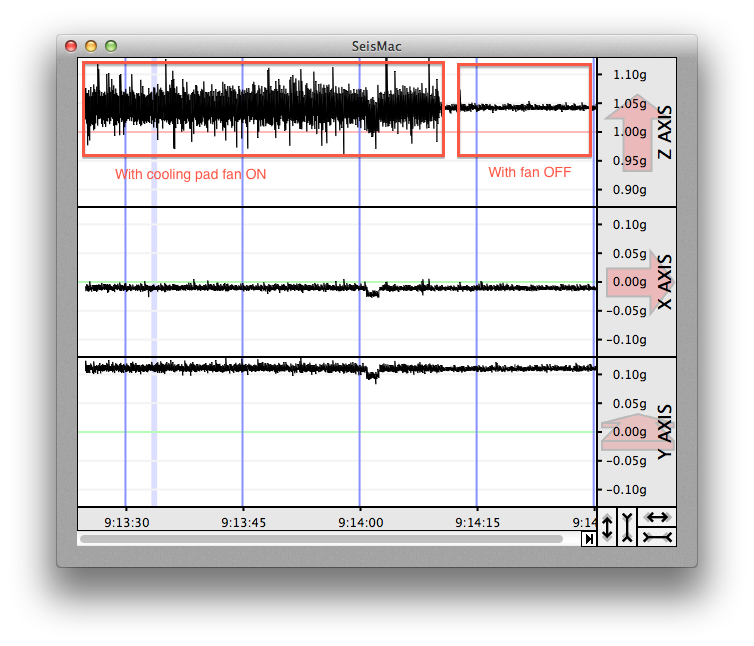 SeisMac
1.10g
1.05g
1.00g
0.95g
0.90g
Z AXIS
With cooling pad fan ON
With fan OFF
0.10g
0.05g
0.00g
−0.05g
−0.10g
X AXIS
0.10g
0.05g
0.00g
−0.05g
−0.10g
Y AXIS
9:13:30 9:13:45 9:14:00 9:14:15 9:14